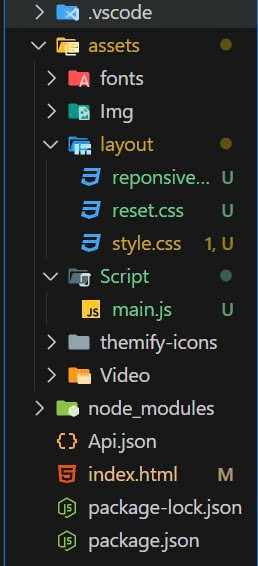 .vscode
assets
fonts
Img
layout
reponsive... U
reset.css U
style.css 1, U
Script
JS main.js U
themify-icons
Video
node_modules
{} Api.json
index.html M
package-lock.json
package.json